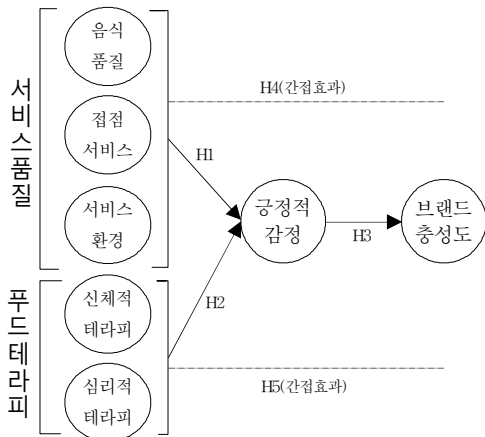 서비스품질
음식
품질
접점
서비스
서비스
환경
H4(간접효과)
H1
긍정적
감정
H3
브랜드
충성도
푸드테라피
신체적
테라피
심리적
테라피
H2
H5(간접효과)